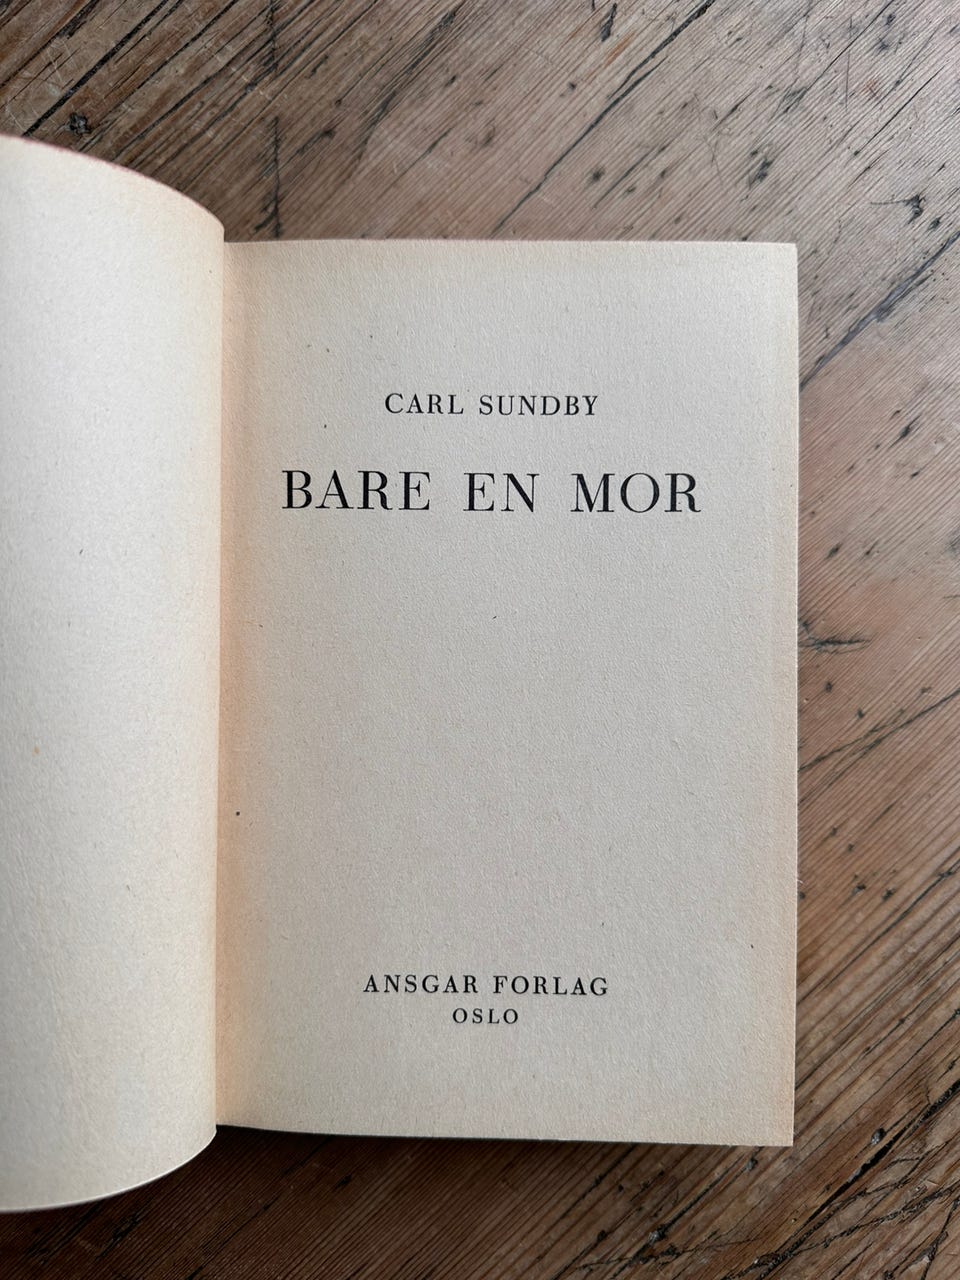 CARL SUNDBY
BARE EN MOR
ANSGAR FORLAG
OSLO